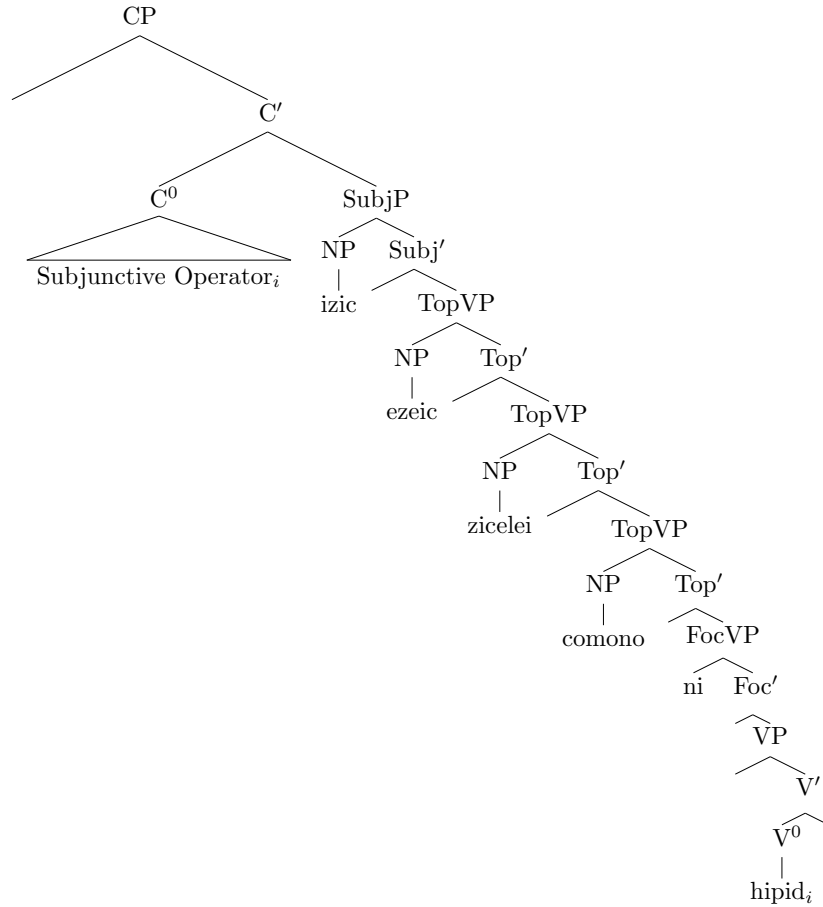 CP
C′
C⁰ SubjP
NP Subj′
Subjunctive Operatorᵢ
izic TopVP
NP Top′
ezeic TopVP
NP Top′
zicelei TopVP
NP Top′
comono FocVP
ni Foc′
VP
V′
V⁰
hipidᵢ